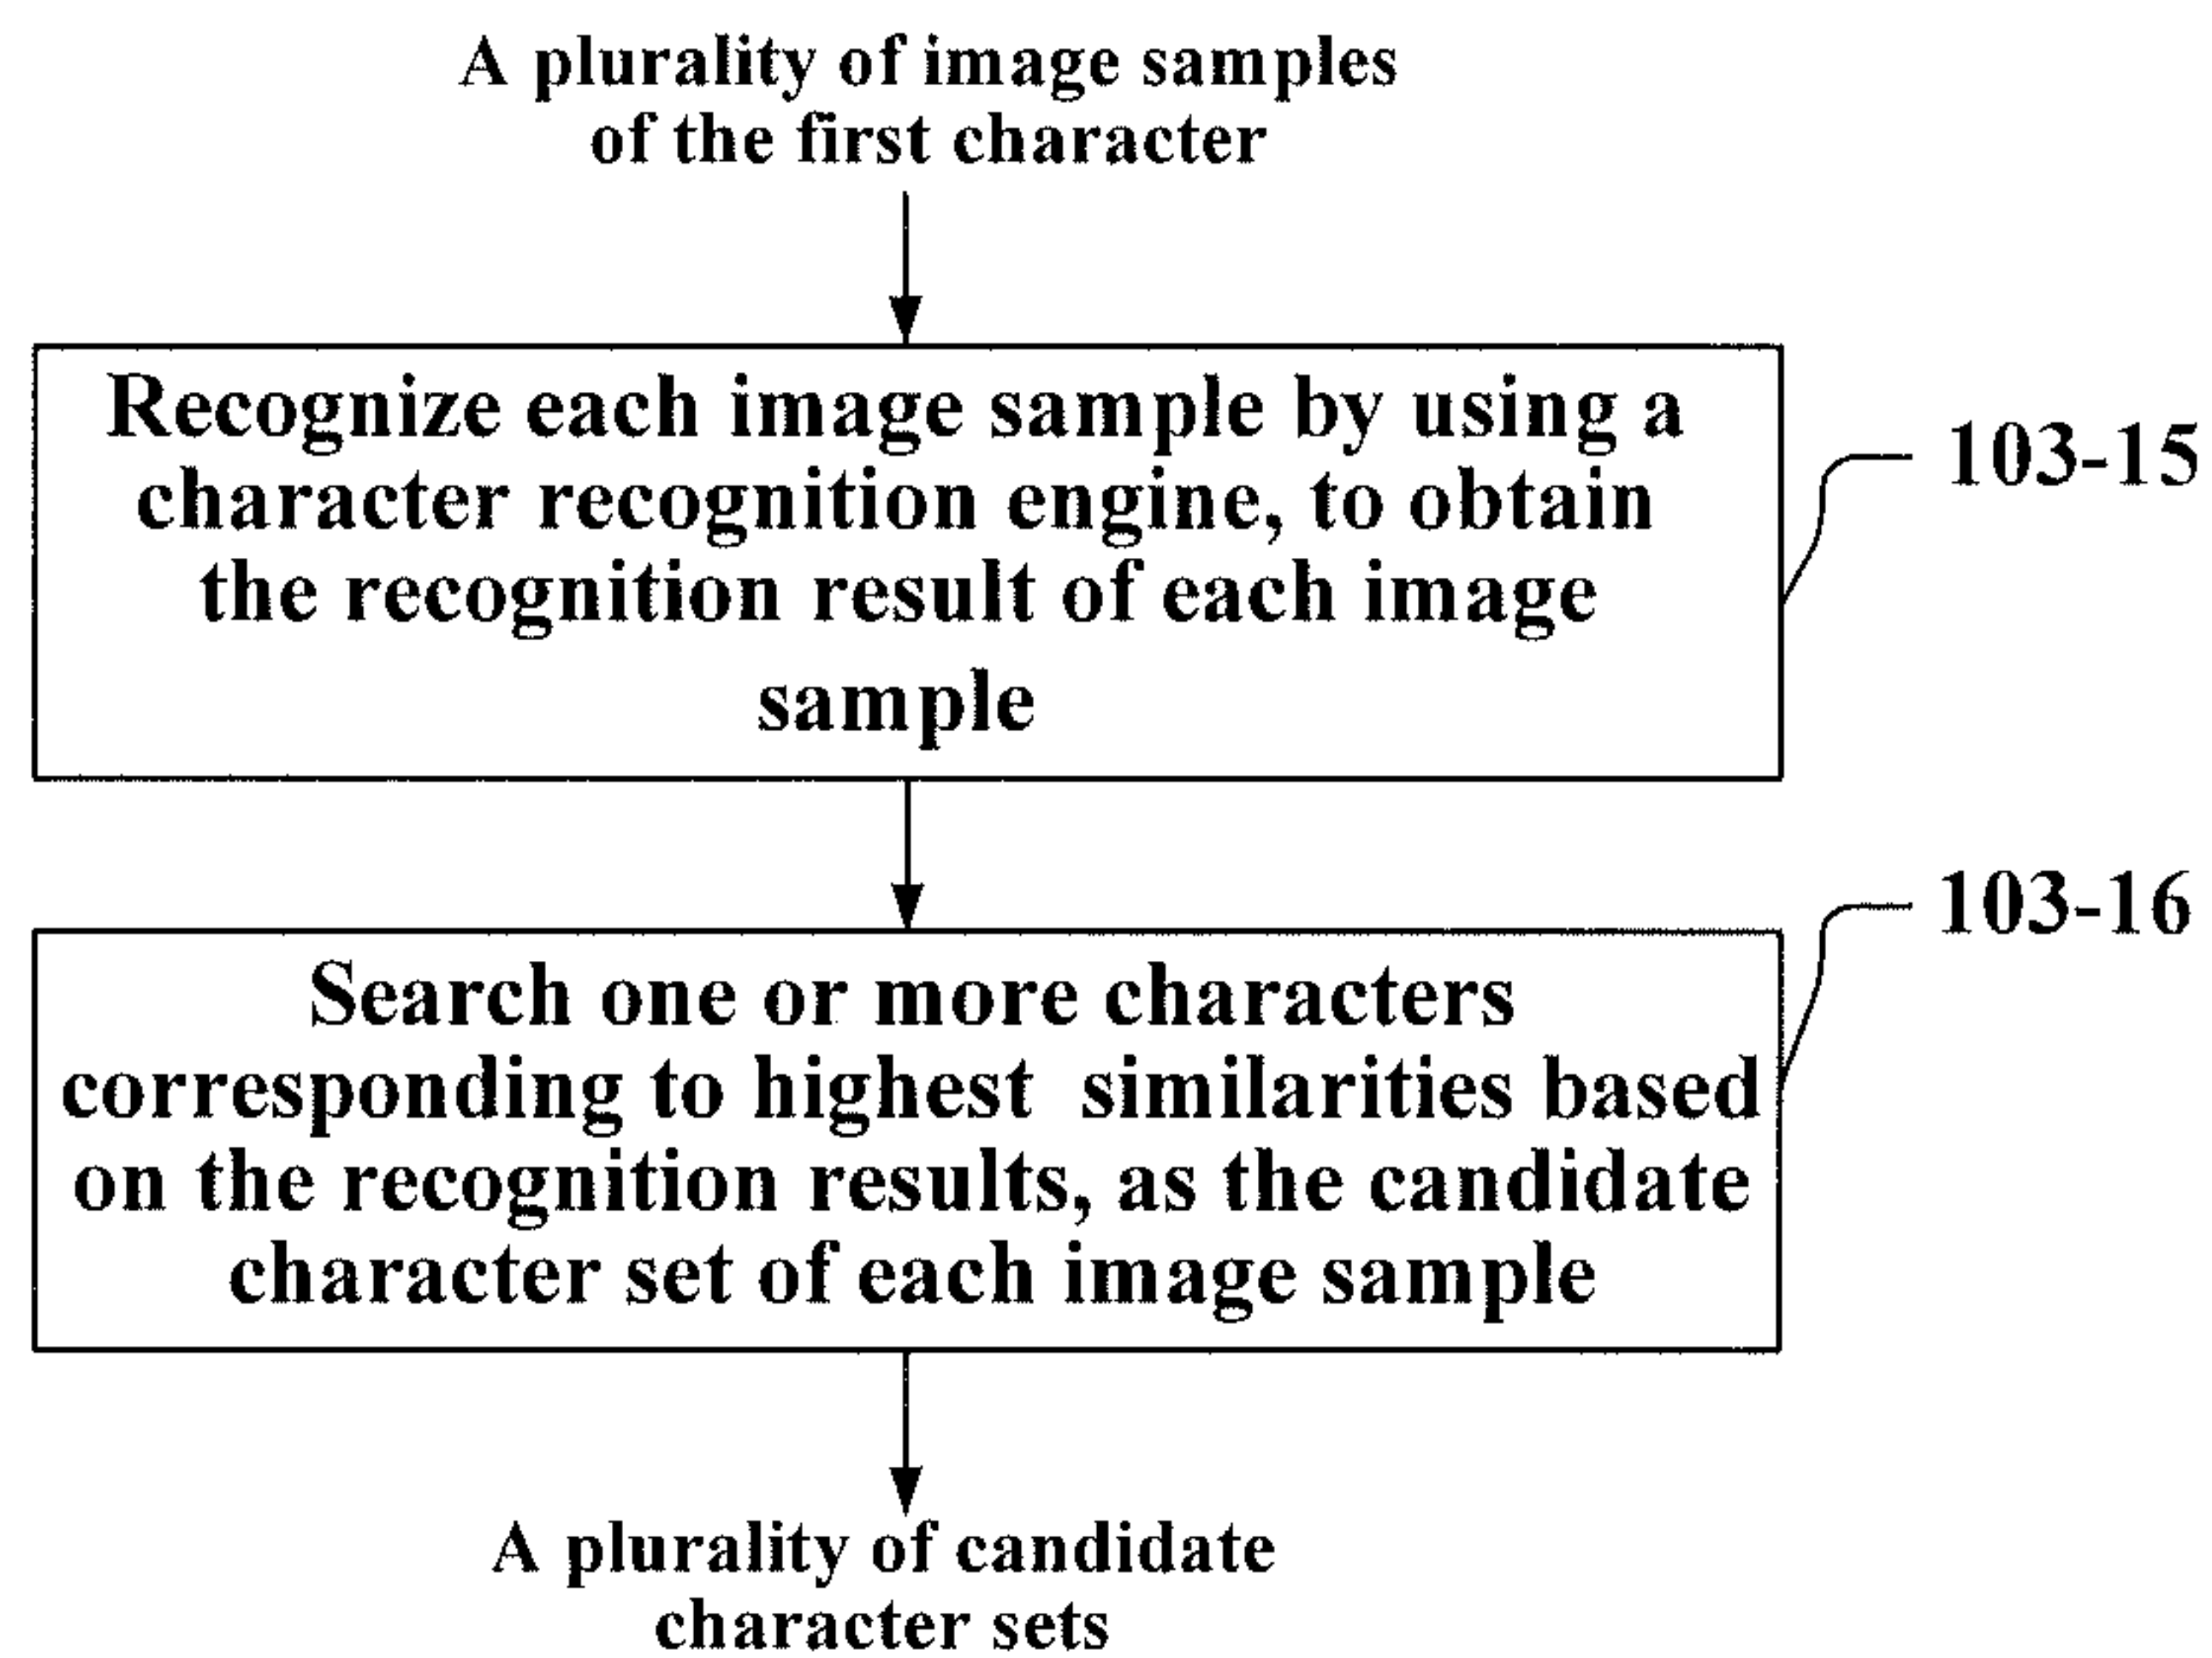 A plurality of image samples
of the first character
Recognize each image sample by using a
character recognition engine, to obtain
the recognition result of each image
sample
103-15
103-16
Search one or more characters
corresponding to highest similarities based
on the recognition results, as the candidate
character set of each image sample
A plurality of candidate
character sets